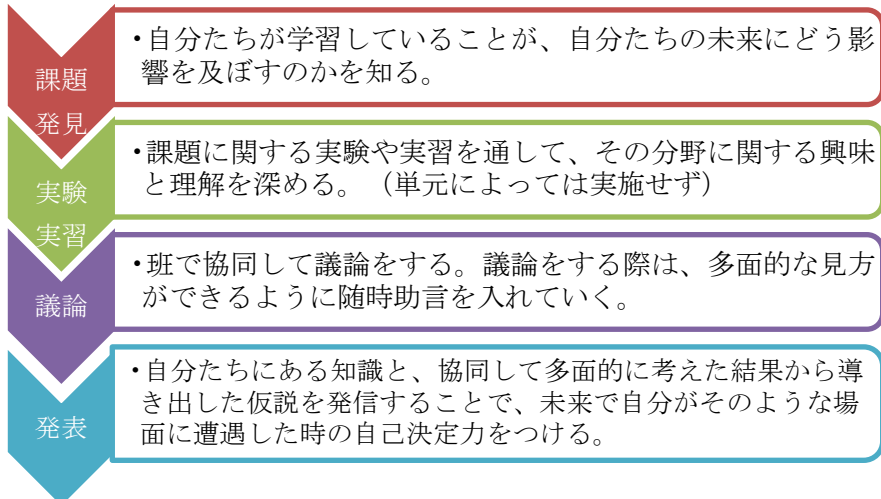 課題
発見
・自分たちが学習していることが、自分たちの未来にどう影
響を及ぼすのかを知る。
実験
実習
・課題に関する実験や実習を通して、その分野に関する興味
と理解を深める。（単元によっては実施せず）
議論
・班で協同して議論をする。議論をする際は、多面的な見方
ができるように随時助言を入れていく。
発表
・自分たちにある知識と、協同して多面的に考えた結果から導
き出した仮説を発信することで、未来で自分がそのような場
面に遭遇した時の自己決定力をつける。